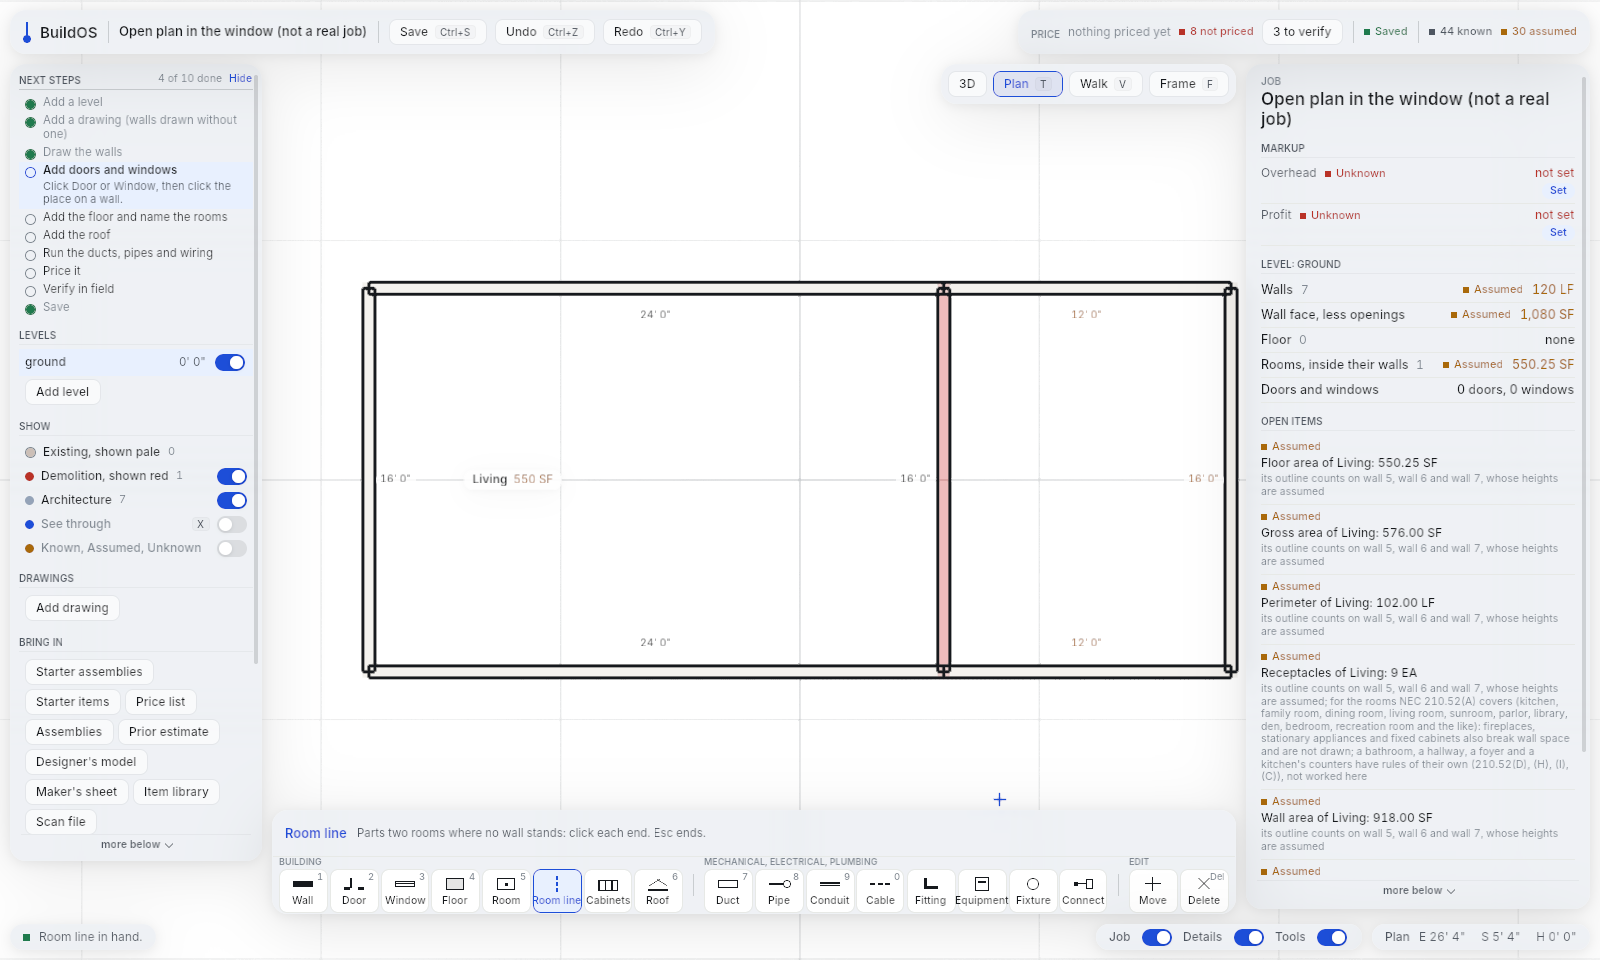 BuildOS
Open plan in the window (not a real job)
Save Ctrl+S
Undo Ctrl+Z
Redo Ctrl+Y
PRICE nothing priced yet 8 not priced 3 to verify Saved 44 known 30 assumed
NEXT STEPS 4 of 10 done Hide
Add a level
Add a drawing (walls drawn without
one)
Draw the walls
Add doors and windows
Click Door or Window, then click the
place on a wall.
Add the floor and name the rooms
Add the roof
Run the ducts, pipes and wiring
Price it
Verify in field
Save
LEVELS
ground 0' 0"
Add level
SHOW
Existing, shown pale 0
Demolition, shown red 1
Architecture 7
See through X
Known, Assumed, Unknown
DRAWINGS
Add drawing
BRING IN
Starter assemblies
Starter items Price list
Assemblies Prior estimate
Designer's model
Maker's sheet Item library
Scan file
more below
3D Plan T Walk V Frame F
24' 0" 12' 0"
16' 0" Living 550 SF 16' 0" 16' 0"
24' 0" 12' 0"
Room line Parts two rooms where no wall stands: click each end. Esc ends.
BUILDING MECHANICAL, ELECTRICAL, PLUMBING EDIT
1 2 3 4 5 6 7 8 9 0 Del
Wall Door Window Floor Room Room line Cabinets Roof Duct Pipe Conduit Cable Fitting Equipment Fixture Connect Move Delete
JOB
Open plan in the window (not a real
job)
MARKUP
Overhead Unknown not set
Set
Profit Unknown not set
Set
LEVEL: GROUND
Walls 7 Assumed 120 LF
Wall face, less openings Assumed 1,080 SF
Floor 0 none
Rooms, inside their walls 1 Assumed 550.25 SF
Doors and windows 0 doors, 0 windows
OPEN ITEMS
Assumed
Floor area of Living: 550.25 SF
its outline counts on wall 5, wall 6 and wall 7, whose heights
are assumed
Assumed
Gross area of Living: 576.00 SF
its outline counts on wall 5, wall 6 and wall 7, whose heights
are assumed
Assumed
Perimeter of Living: 102.00 LF
its outline counts on wall 5, wall 6 and wall 7, whose heights
are assumed
Assumed
Receptacles of Living: 9 EA
its outline counts on wall 5, wall 6 and wall 7, whose heights
are assumed; for the rooms NEC 210.52(A) covers (kitchen,
family room, dining room, living room, sunroom, parlor, library,
den, bedroom, recreation room and the like): fireplaces,
stationary appliances and fixed cabinets also break wall space
and are not drawn; a bathroom, a hallway, a foyer and a
kitchen's counters have rules of their own (210.52(D), (H), (I),
(C)), not worked here
Assumed
Wall area of Living: 918.00 SF
its outline counts on wall 5, wall 6 and wall 7, whose heights
are assumed
Assumed
more below
Room line in hand.
Job Details Tools
Plan E 26' 4" S 5' 4" H 0' 0"